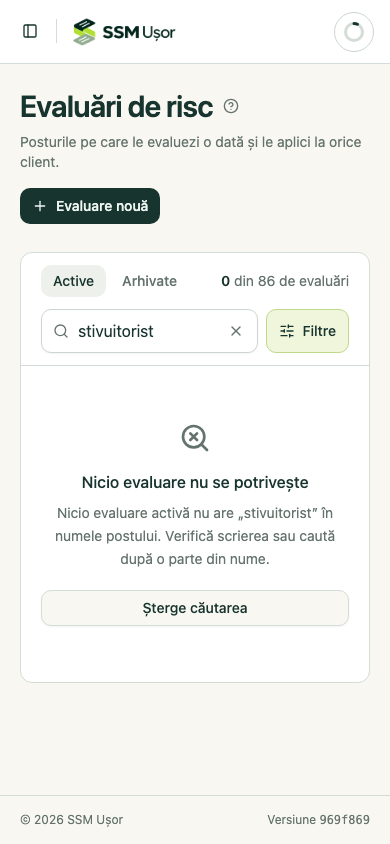 SSM Ușor
Evaluări de risc
Posturile pe care le evaluezi o dată și le aplici la orice
client.
Evaluare nouă
Active Arhivate 0 din 86 de evaluări
stivuitorist Filtre
Nicio evaluare nu se potrivește
Nicio evaluare activă nu are „stivuitorist” în
numele postului. Verifică scrierea sau caută
după o parte din nume.
Șterge căutarea
© 2026 SSM Ușor Versiune 969f869